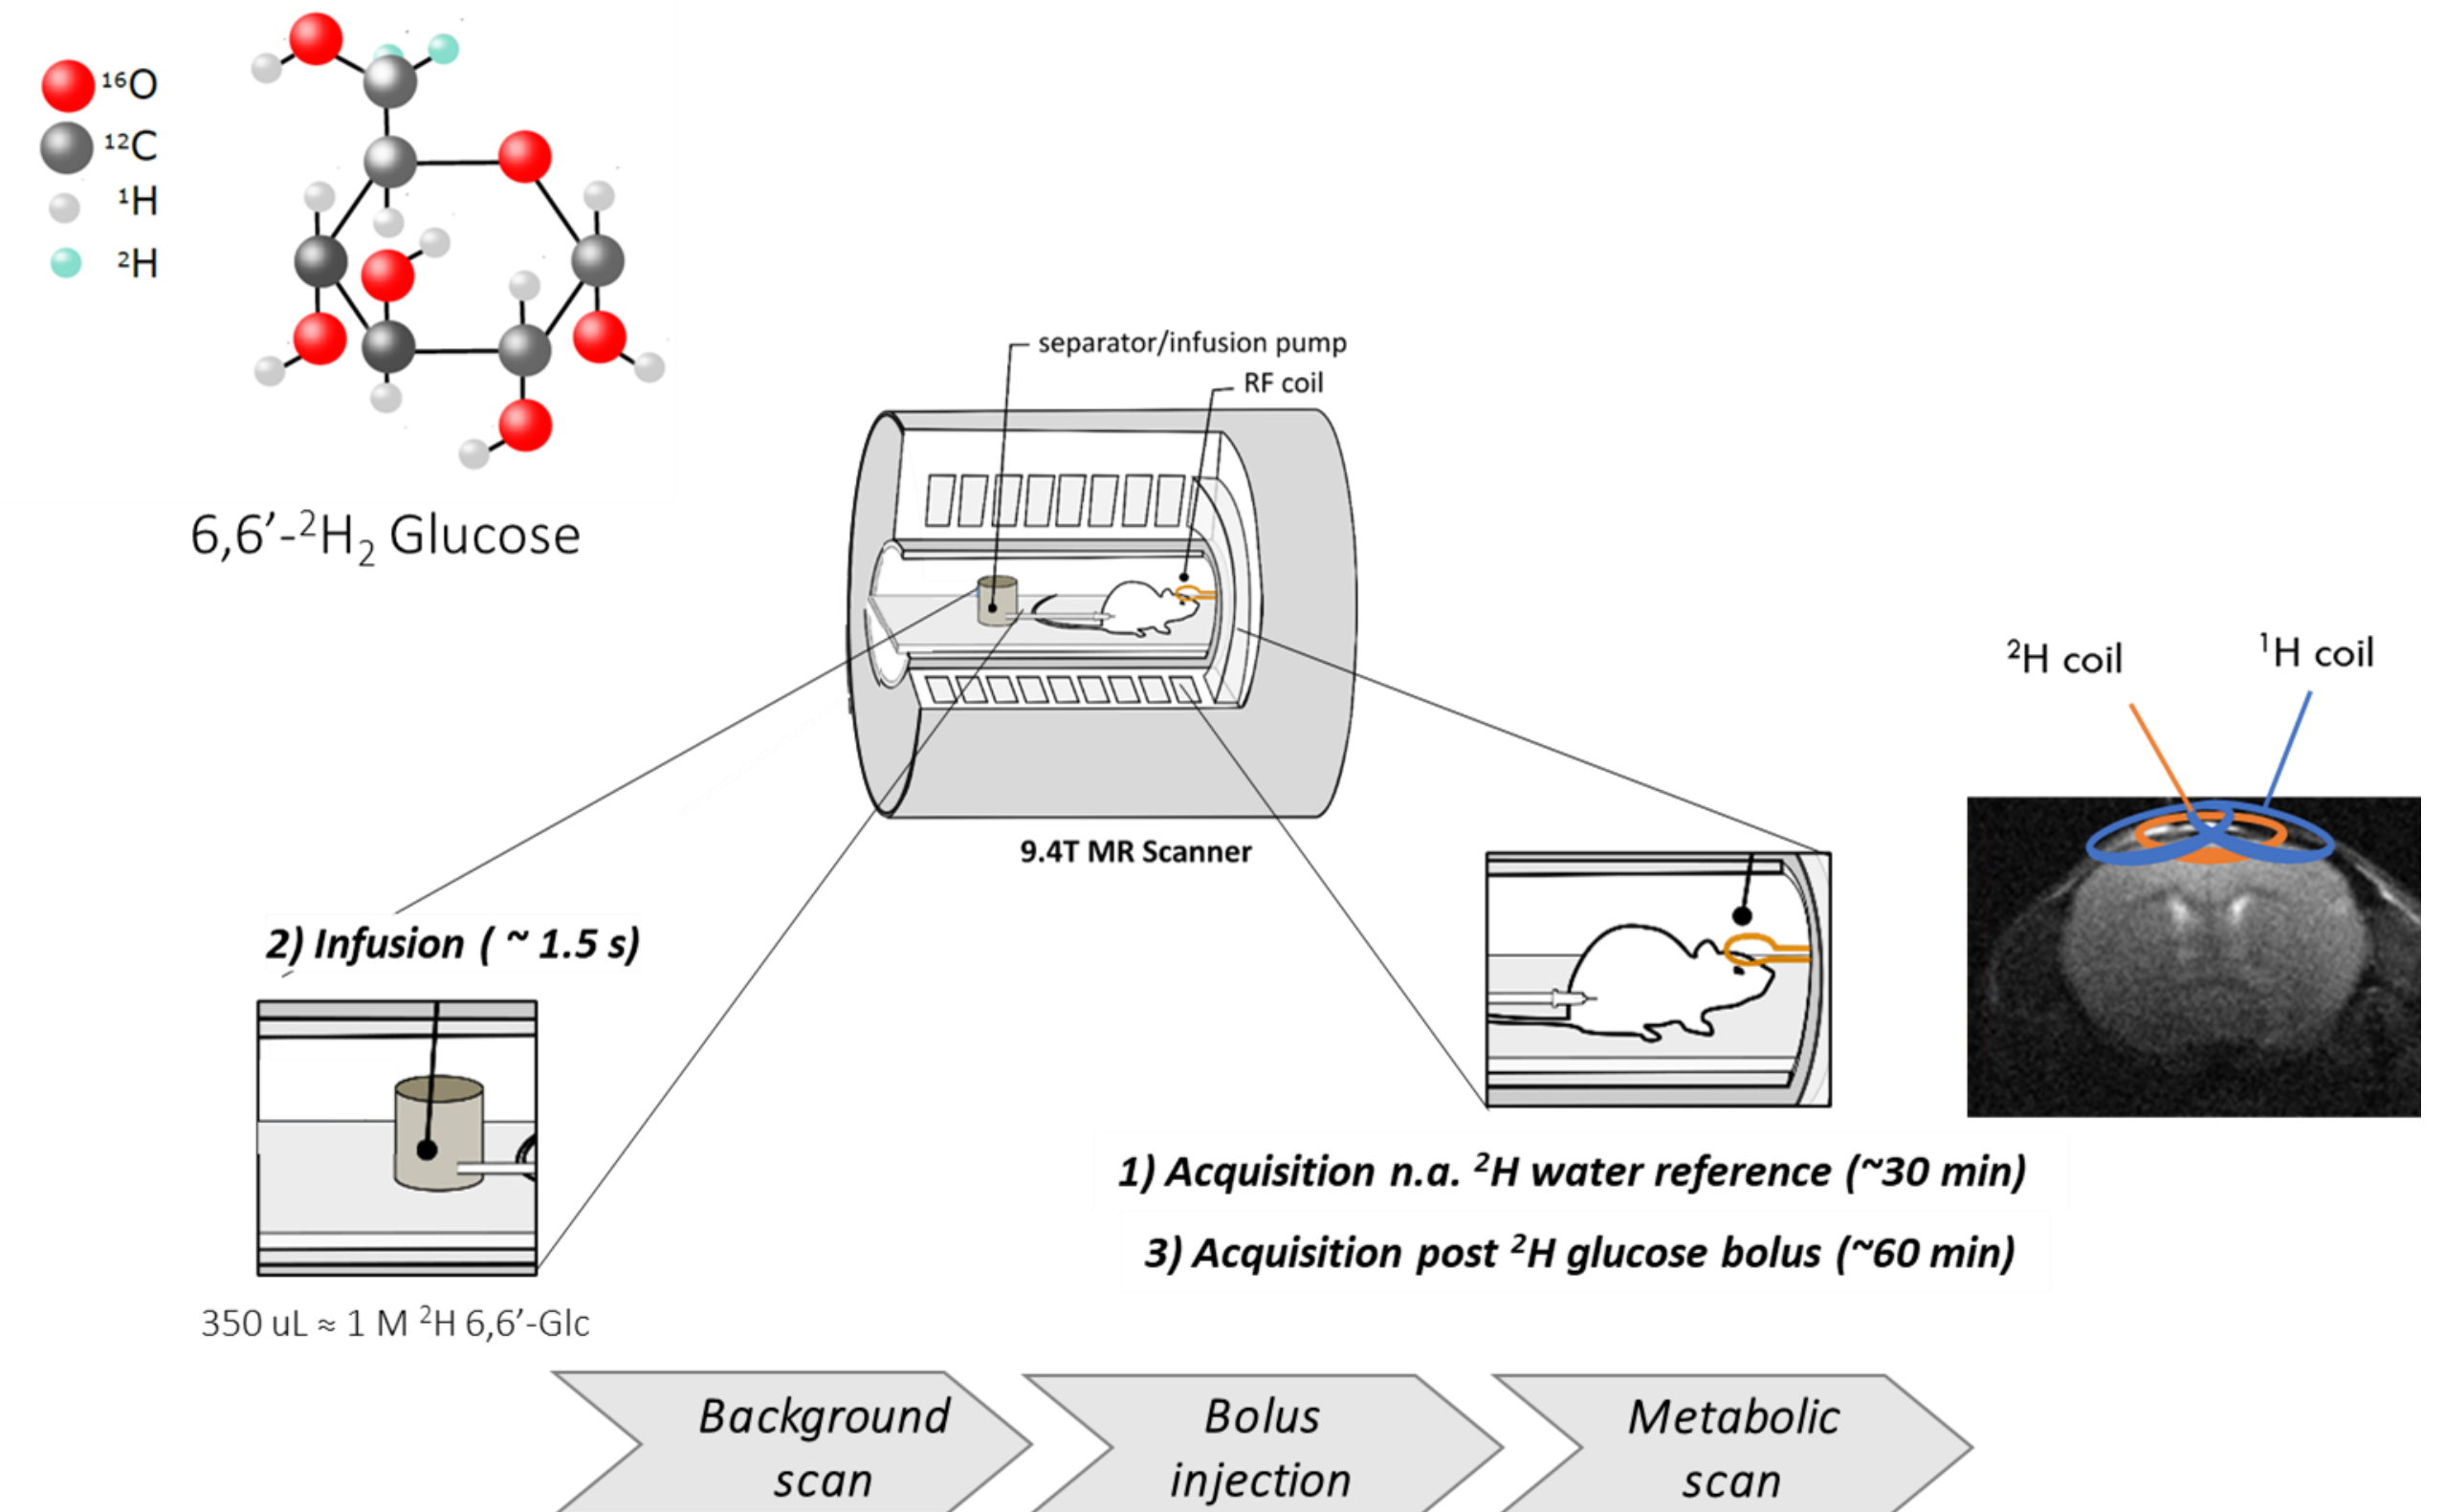 ¹⁶O
¹²C
¹H
²H
6,6’-²H₂ Glucose
separator/infusion pump
RF coil
9.4T MR Scanner
²H coil
¹H coil
2) Infusion ( ~ 1.5 s)
350 uL ≈ 1 M ²H 6,6’-Glc
1) Acquisition n.a. ²H water reference (~30 min)
3) Acquisition post ²H glucose bolus (~60 min)
Background
scan
Bolus
injection
Metabolic
scan